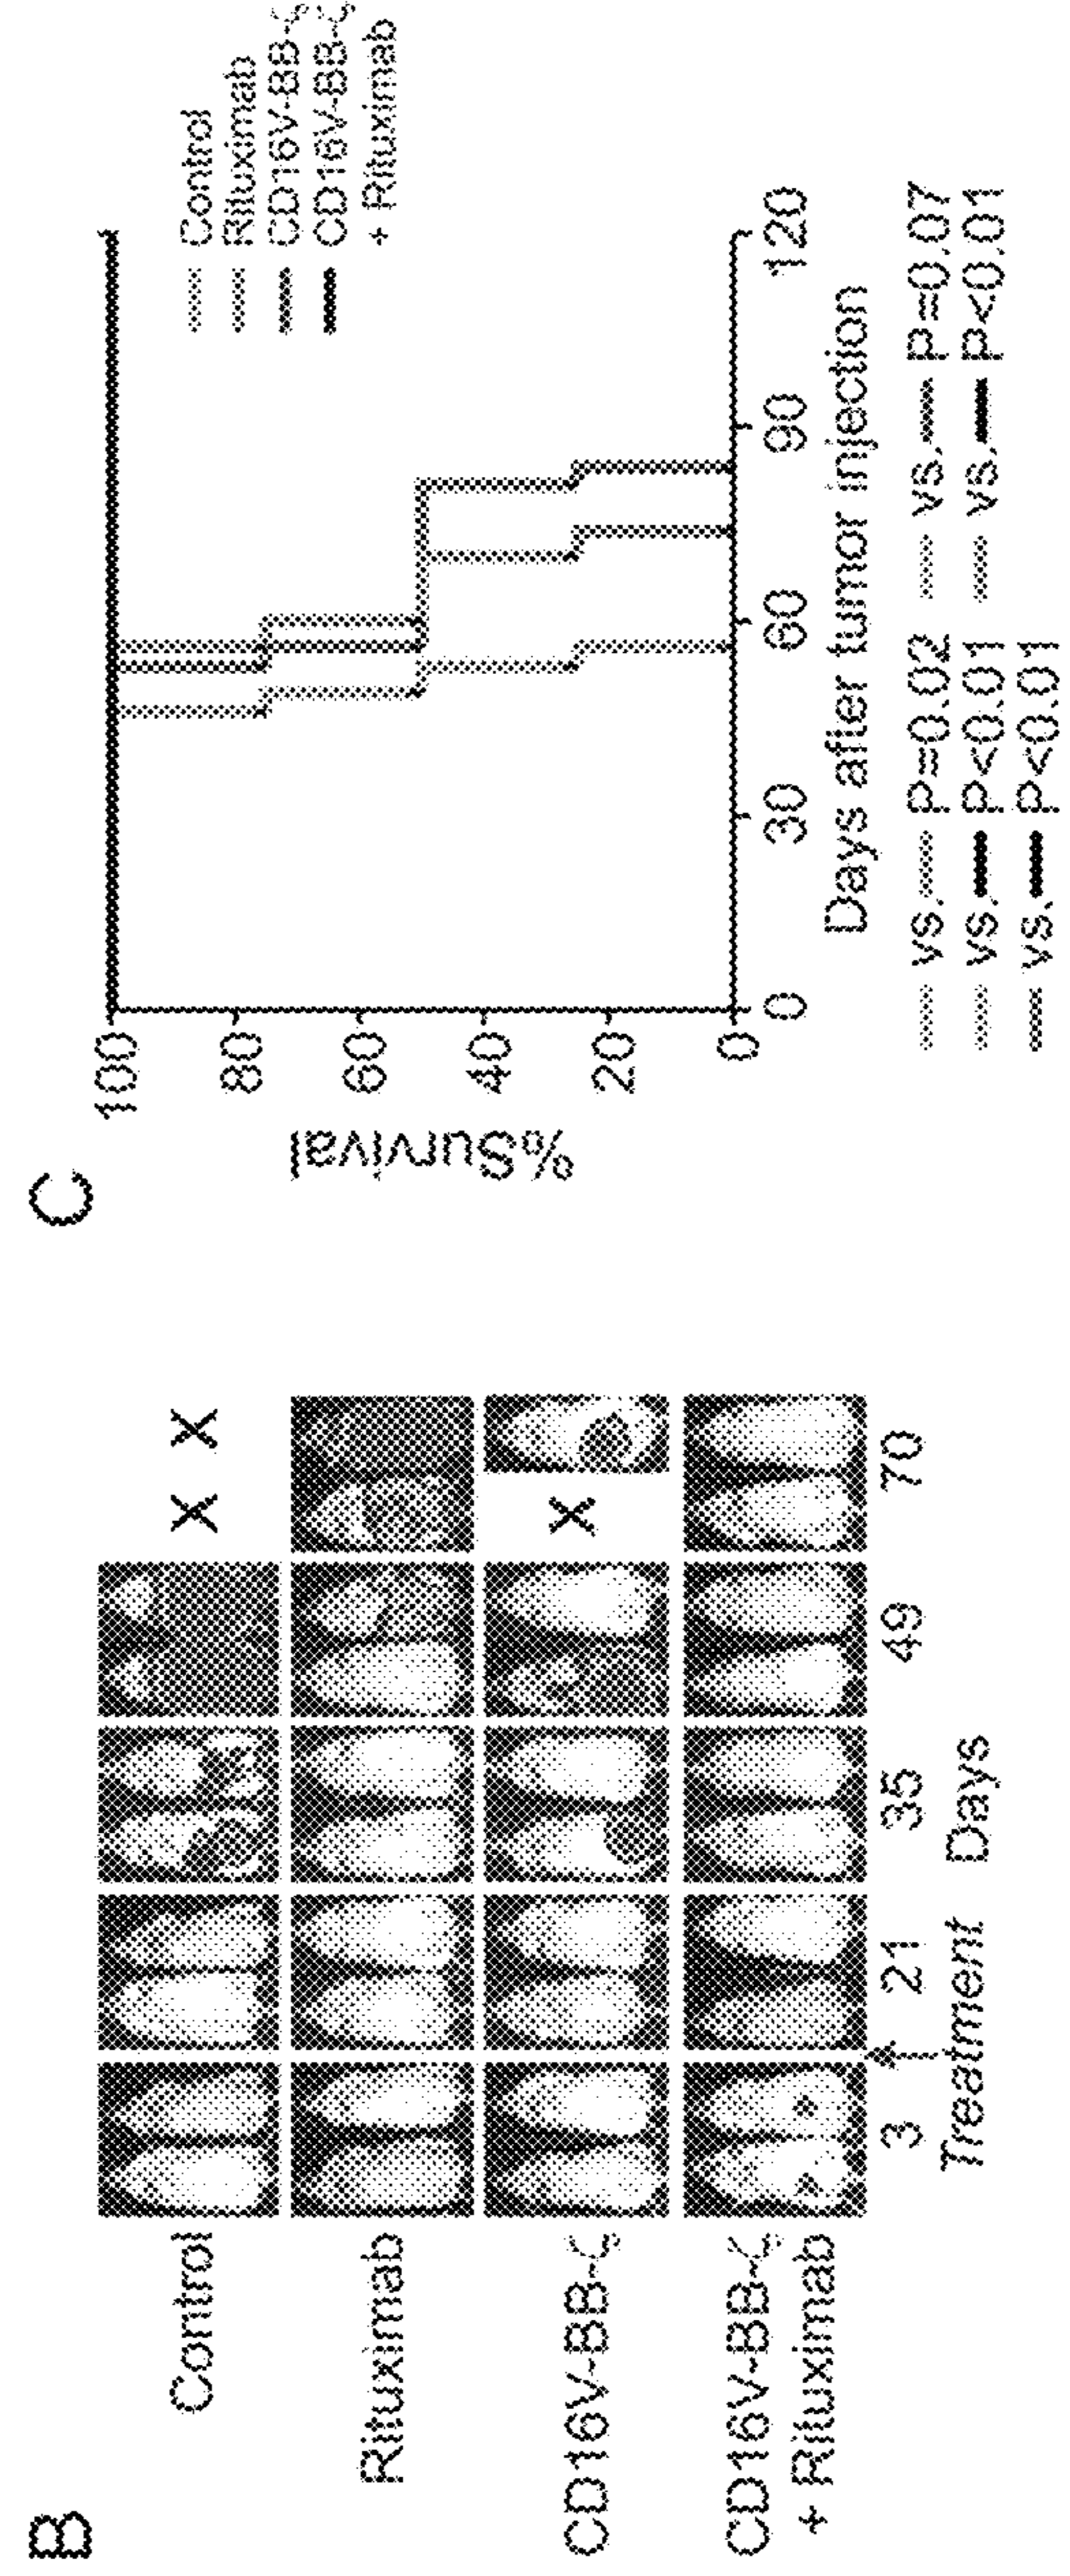 B
Control
X X
Rituximab
CD16V-BB-ζ
X
CD16V-BB-ζ
+ Rituximab
3 21 35 49 70
Treatment Days
C
%Survival
100
80
60
40
20
0
0 30 60 90 120
Days after tumor injection
Control
Rituximab
CD16V-BB-ζ
CD16V-BB-ζ
+ Rituximab
vs. P=0.02 vs. P=0.07
vs. P<0.01 vs. P<0.01
vs. P<0.01